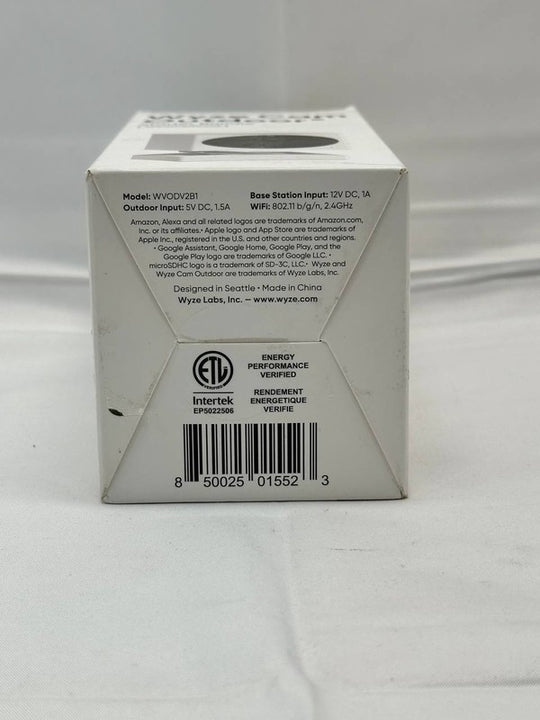 Wyze Cam
Outdoor
Model: WVODV2B1 Base Station Input: 12V DC, 1A
Outdoor Input: 5V DC, 1.5A WiFi: 802.11 b/g/n, 2.4GHz
Amazon, Alexa and all related logos are trademarks of Amazon.com,
Inc. or its affiliates. • Apple logo and App Store are trademarks of
Apple Inc., registered in the U.S. and other countries and regions.
• Google Assistant, Google Home, Google Play, and the
Google Play logo are trademarks of Google LLC. •
microSDHC logo is a trademark of SD-3C, LLC.• Wyze and
Wyze Cam Outdoor are trademarks of Wyze Labs, Inc.
Designed in Seattle • Made in China
Wyze Labs, Inc. — www.wyze.com
ETL
VERIFIED
Intertek
EP5022506
ENERGY
PERFORMANCE
VERIFIED
RENDEMENT
ENERGETIQUE
VERIFIE
8 50025 01552 3